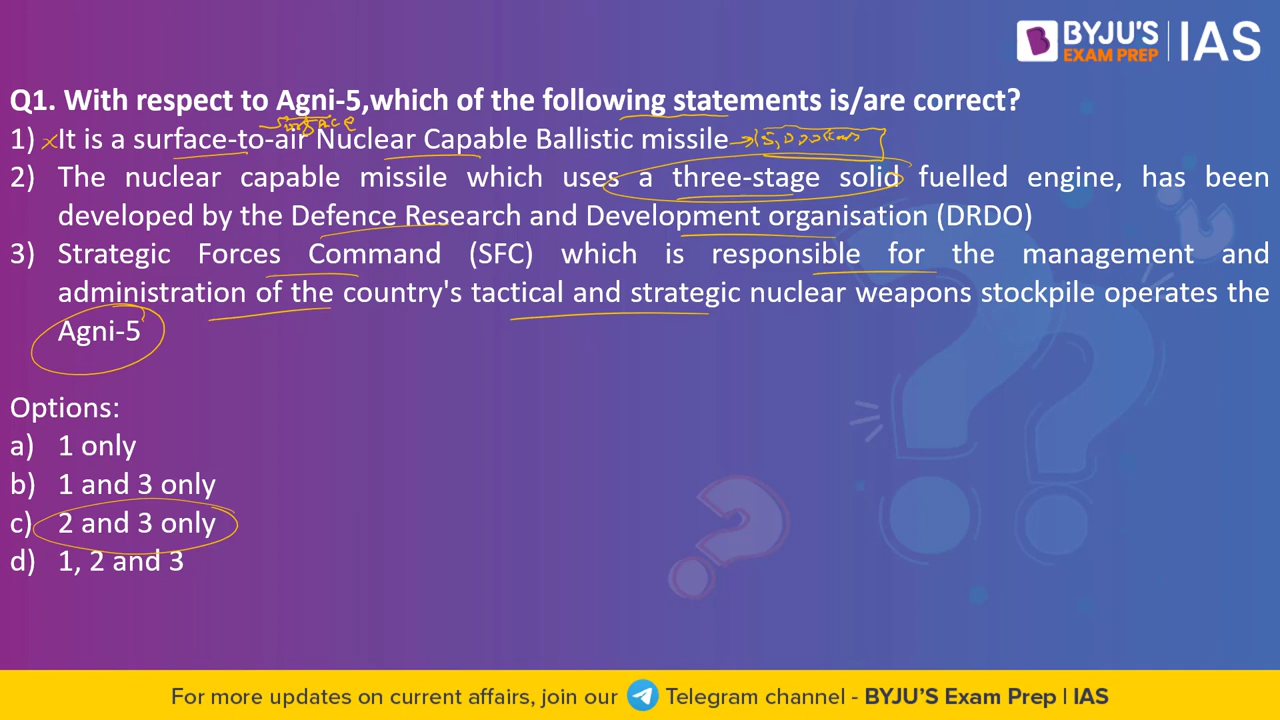 BYJU'S
EXAM PREP
IAS
Q1. With respect to Agni-5,which of the following statements is/are correct?
surface
1) It is a surface-to-air Nuclear Capable Ballistic missile
2) The nuclear capable missile which uses a three-stage solid fuelled engine, has been
developed by the Defence Research and Development organisation (DRDO)
3) Strategic Forces Command (SFC) which is responsible for the management and
administration of the country's tactical and strategic nuclear weapons stockpile operates the
Agni-5
Options:
a) 1 only
b) 1 and 3 only
c) 2 and 3 only
d) 1, 2 and 3
For more updates on current affairs, join our Telegram channel - BYJU'S Exam Prep | IAS